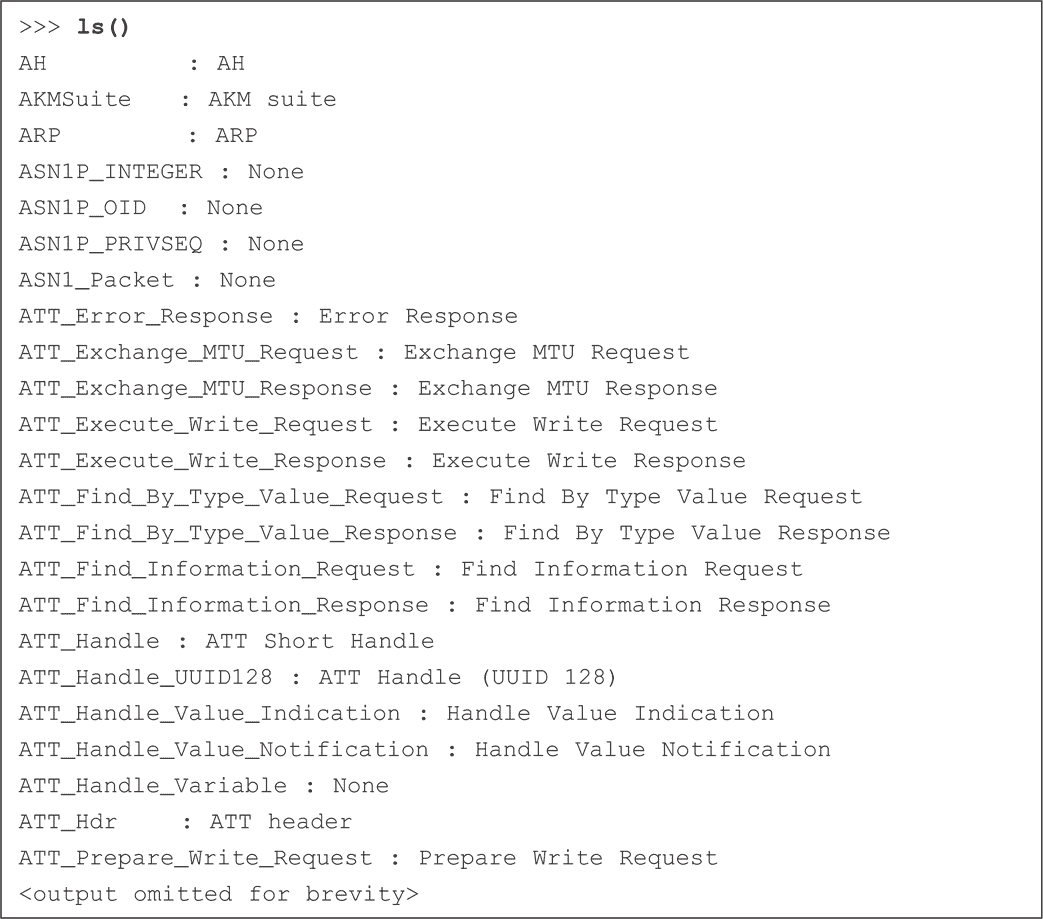 >>> ls()
AH : AH
AKMSuite : AKM suite
ARP : ARP
ASN1P_INTEGER : None
ASN1P_OID : None
ASN1P_PRIVSEQ : None
ASN1_Packet : None
ATT_Error_Response : Error Response
ATT_Exchange_MTU_Request : Exchange MTU Request
ATT_Exchange_MTU_Response : Exchange MTU Response
ATT_Execute_Write_Request : Execute Write Request
ATT_Execute_Write_Response : Execute Write Response
ATT_Find_By_Type_Value_Request : Find By Type Value Request
ATT_Find_By_Type_Value_Response : Find By Type Value Response
ATT_Find_Information_Request : Find Information Request
ATT_Find_Information_Response : Find Information Response
ATT_Handle : ATT Short Handle
ATT_Handle_UUID128 : ATT Handle (UUID 128)
ATT_Handle_Value_Indication : Handle Value Indication
ATT_Handle_Value_Notification : Handle Value Notification
ATT_Handle_Variable : None
ATT_Hdr : ATT header
ATT_Prepare_Write_Request : Prepare Write Request
<output omitted for brevity>